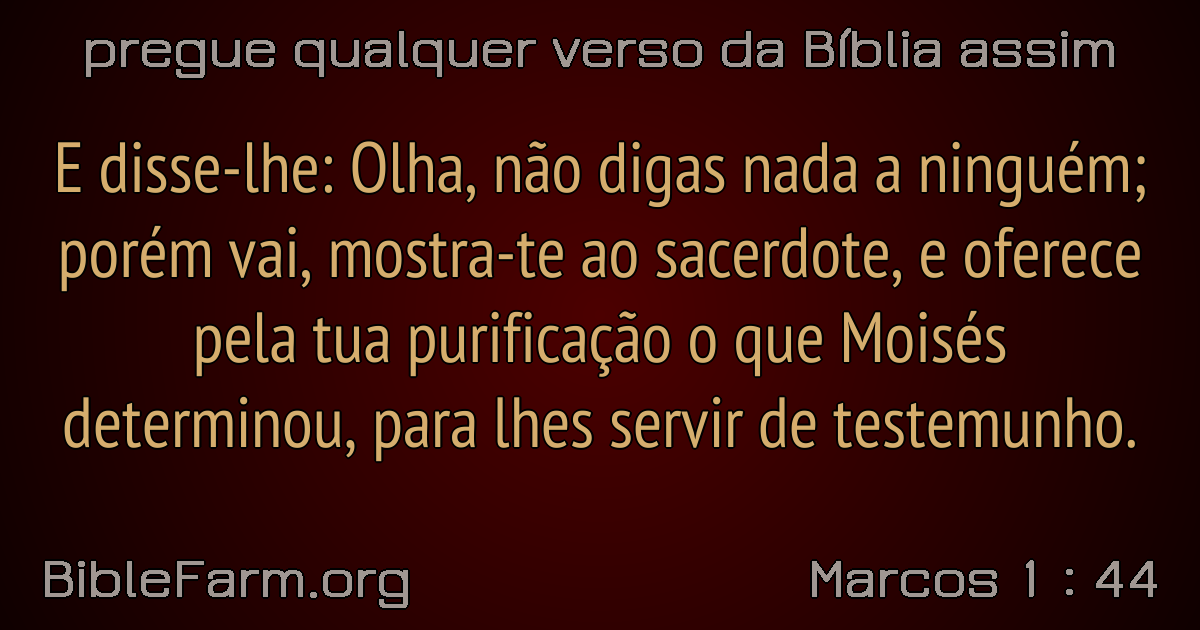 pregue qualquer verso da Bíblia assim
E disse-lhe: Olha, não digas nada a ninguém;
porém vai, mostra-te ao sacerdote, e oferece
pela tua purificação o que Moisés
determinou, para lhes servir de testemunho.
BibleFarm.org
Marcos 1 : 44